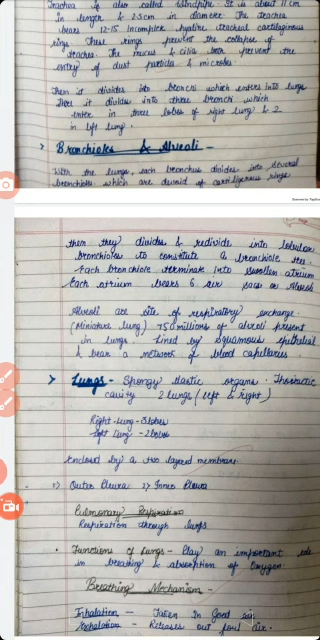 Trachea is also called Windpipe. It is about 11 cm
in length & 2.5 cm in diametre. The trachea
bears 12-15 incomplete hyaline tracheal cartilaginous
rings. These rings prevent the collapse of
trachea. The mucus & cilia both prevent the
entry of dust particles & microbes
Then it divides into bronchi which enters into lungs
Here it divides into three bronchi which
enter in three lobes of right lung & 2
in left lung.
> Bronchioles & Alveoli -
With the lungs, each bronchus divides into several
bronchioles which are devoid of cartilagenous rings
then they divides & redivide into lobular
bronchioles to constitute a bronchiole tree.
Each bronchiole terminate into swollen atrium
Each atrium bears 6 air sacs or Alveoli
Alveoli are site of respiratory exchange.
(Miniature lung) 750 millions of alveoli present
in lungs. Lined by squamous epithelial
& bear a network of blood capillaries.
> Lungs - Spongy elastic organs. Thoracic
cavity 2 lungs (left & right)
Right-Lung - 3 lobes
Left Lung - 2 lobes
Enclosed by a two layered membrane
1) Outer Pleura 2) Inner Pleura
Pulmonary Respiration
Respiration through lungs
• Functions of lungs - Play an important role
in breathing & absorption of Oxygen.
Breathing Mechanism -
Inhalation - Taken In Good air
Exhalation - Releases out foul air.